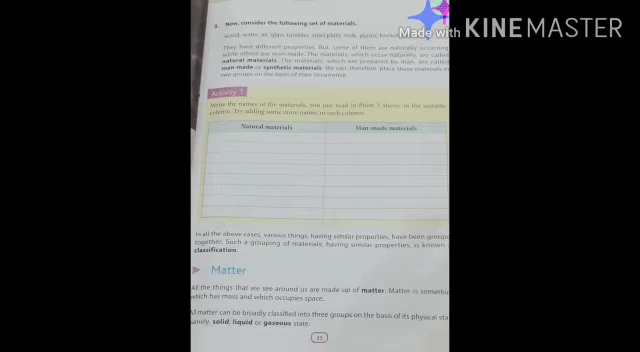 Made with KINEMASTER
3. Now, consider the following set of materials.
wood, water, air, glass tumbler, steel plate, milk, plastic bucket
They have different properties. But some of them are naturally occurring
while others are man-made. The materials which occur naturally, are called
natural materials. The materials, which are prepared by man, are called
man-made or synthetic materials. We can therefore, place these materials in
two groups on the basis of their occurrence.
Activity 1
Write the names of the materials, you just read in Point 3 above, in the suitable
column. Try adding some more names in each column.
Natural materials
Man-made materials
In all the above cases, various things, having similar properties, have been groupe
together. Such a grouping of materials, having similar properties, is known
classification.
Matter
All the things that we see around us are made up of matter. Matter is somethin
which has mass and which occupies space.
All matter can be broadly classified into three groups on the basis of its physical sta
namely, solid, liquid or gaseous state.
35